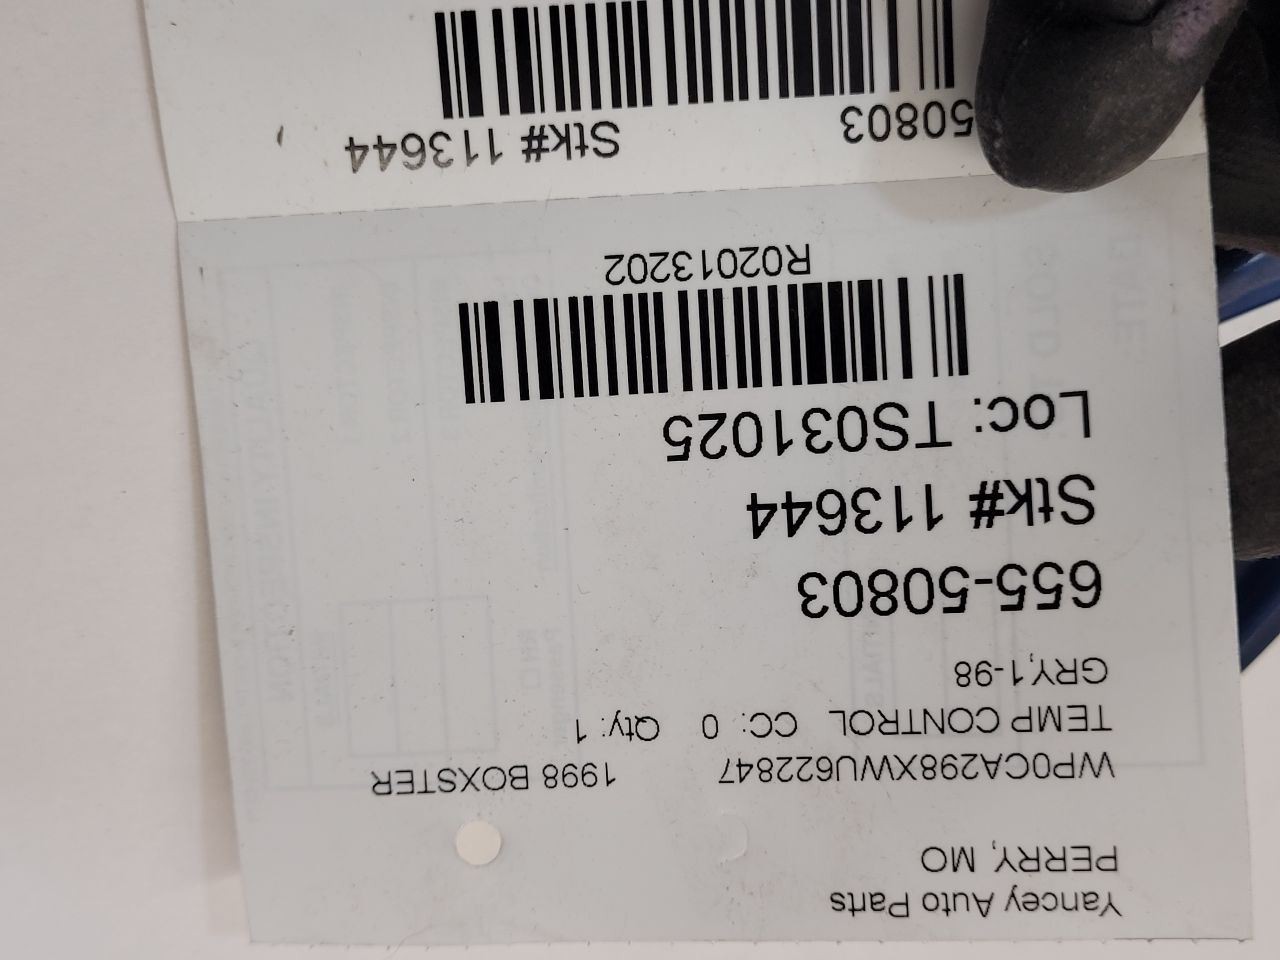 Yancey Auto Parts
PERRY, MO
WP0CA298XWU622847 1998 BOXSTER
TEMP CONTROL CC: 0 Qty: 1
GRY,1-98
655-50803
Stk# 113644
Loc: TS031025
R02013202
50803 Stk# 113644